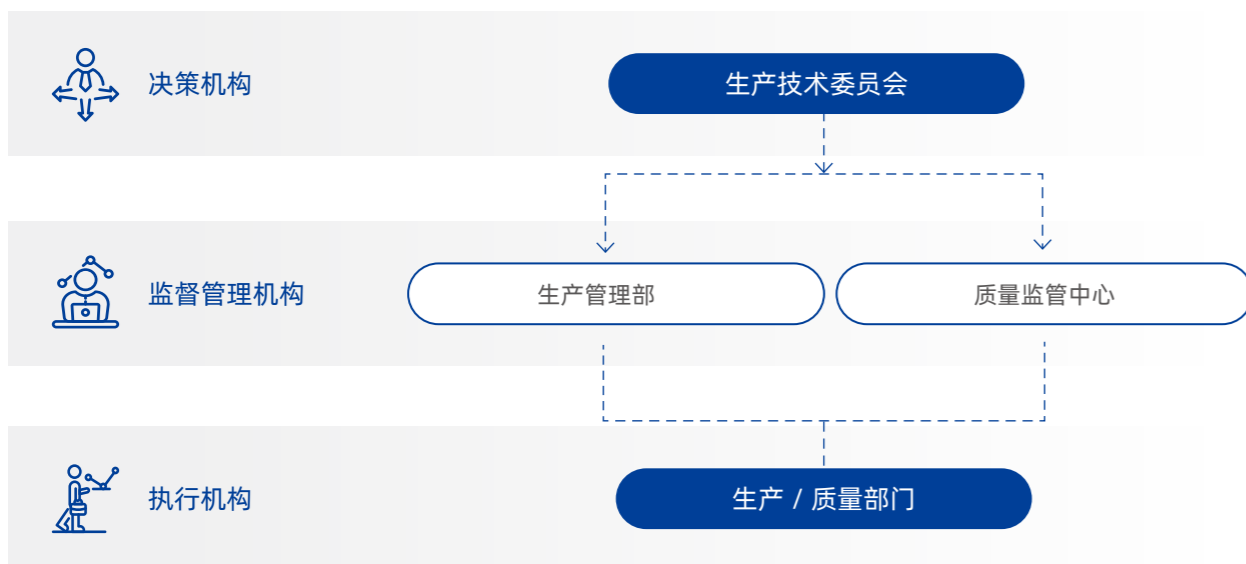 决策机构
生产技术委员会
监督管理机构
生产管理部
质量监管中心
执行机构
生产 / 质量部门